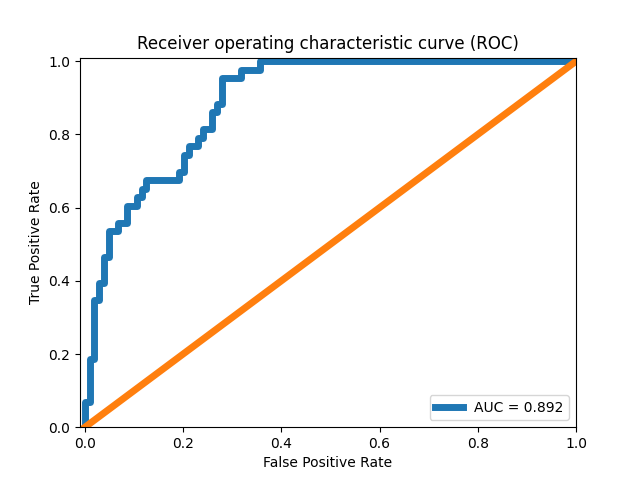 Receiver operating characteristic curve (ROC)
True Positive Rate
1.0
0.8
0.6
0.4
0.2
0.0
0.0 0.2 0.4 0.6 0.8 1.0
False Positive Rate
AUC = 0.892